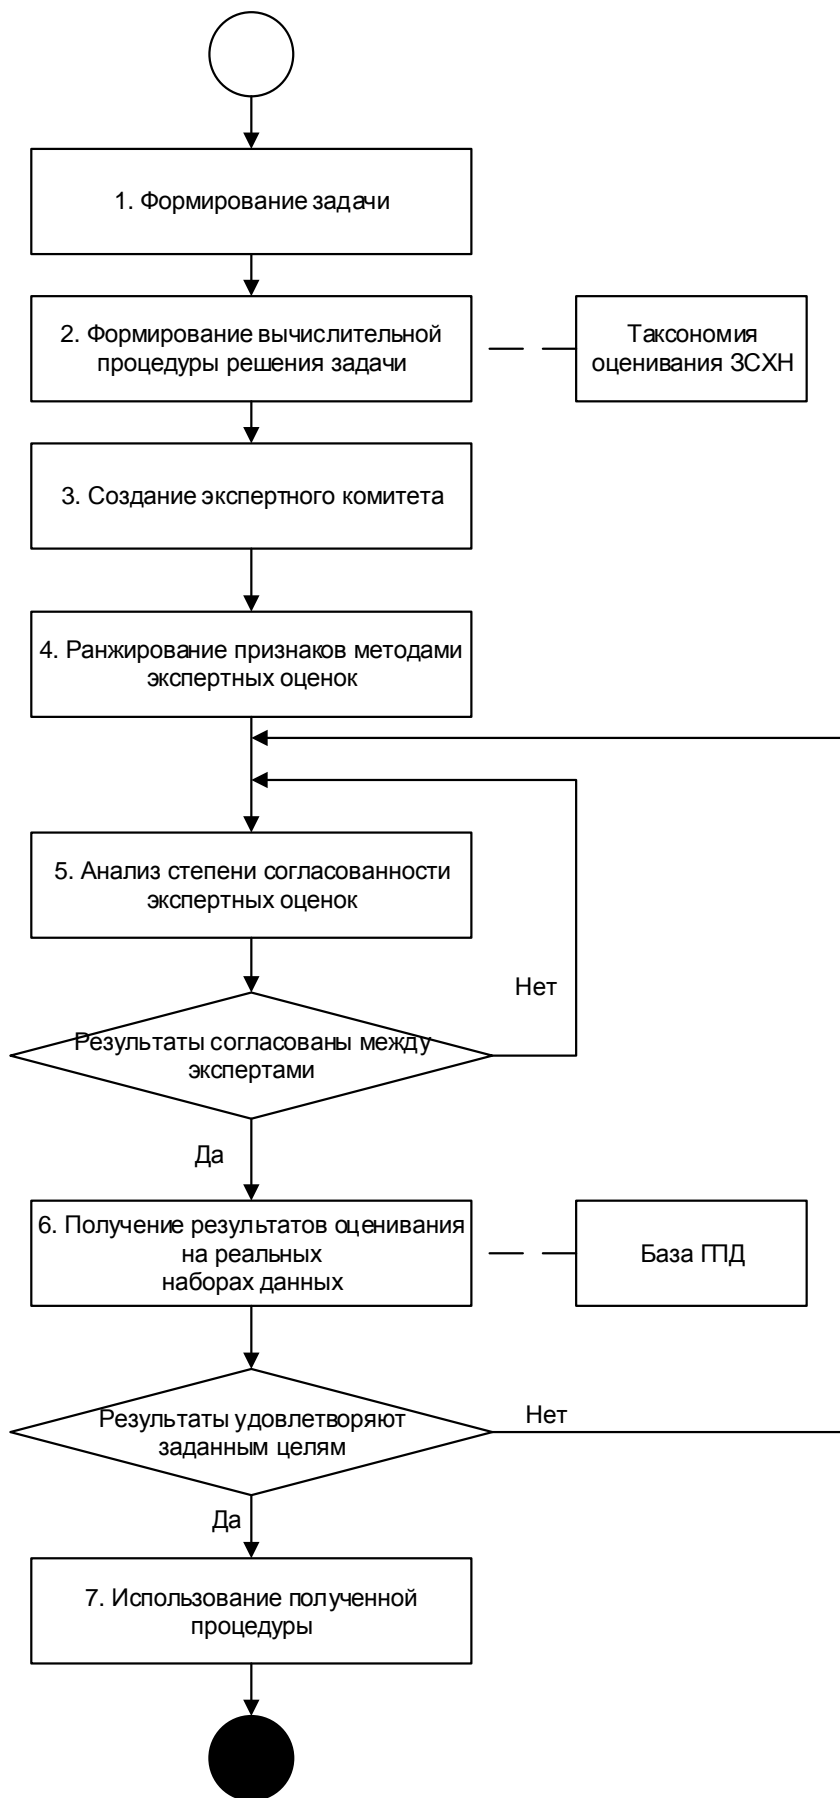 1. Формирование задачи
2. Формирование вычислительной
процедуры решения задачи
Таксономия
оценивания ЗСХН
3. Создание экспертного комитета
4. Ранжирование признаков методами
экспертных оценок
5. Анализ степени согласованности
экспертных оценок
Нет
Результаты согласованы между
экспертами
Да
6. Получение результатов оценивания
на реальных
наборах данных
База ГПД
Результаты удовлетворяют
заданным целям
Нет
Да
7. Использование полученной
процедуры